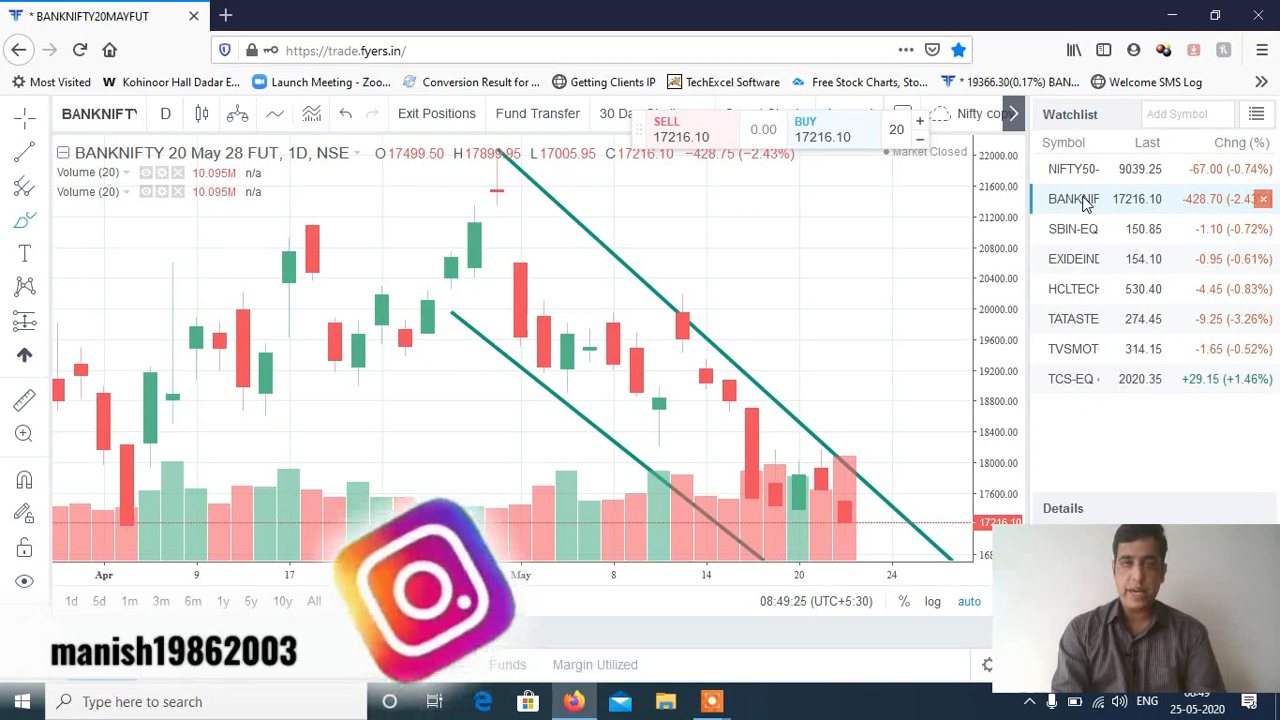 * BANKNIFTY20MAYFUT
https://trade.fyers.in/
Most Visited
Kohinoor Hall Dadar E...
Launch Meeting - Zoo...
Conversion Result for ...
Getting Clients IP
TechExcel Software
Free Stock Charts, Sto...
* 19366.30(0.17%) BAN...
Welcome SMS Log
BANKNIFTY
D
Exit Positions
Fund Transfer
30 Da
Nifty cop
SELL
17216.10
0.00
BUY
17216.10
20
Watchlist
Add Symbol
BANKNIFTY 20 May 28 FUT, 1D, NSE
O 17499.50 H 17899.95 L 17005.95 C 17216.10 −428.75 (−2.43%)
Market Closed
Volume (20)
10.095M n/a
Volume (20)
10.095M n/a
22000.00
21600.00
21200.00
20800.00
20400.00
20000.00
19600.00
19200.00
18800.00
18400.00
18000.00
17600.00
17216.10
Symbol Last Chng (%)
NIFTY50- 9039.25 -67.00 (-0.74%)
BANKNIF 17216.10 -428.70 (-2.43
SBIN-EQ 150.85 -1.10 (-0.72%)
EXIDEIND 154.10 -0.95 (-0.61%)
HCLTECH 530.40 -4.45 (-0.83%)
TATASTE 274.45 -9.25 (-3.26%)
TVSMOT 314.15 -1.65 (-0.52%)
TCS-EQ 2020.35 +29.15 (+1.46%)
Details
Apr 9 17 May 8 14 20 24
1d 5d 1m 3m 6m 1y 5y 10y All
08:49:25 (UTC+5:30) % log auto
manish19862003
Funds
Margin Utilized
Type here to search
ENG
08:49
25-05-2020